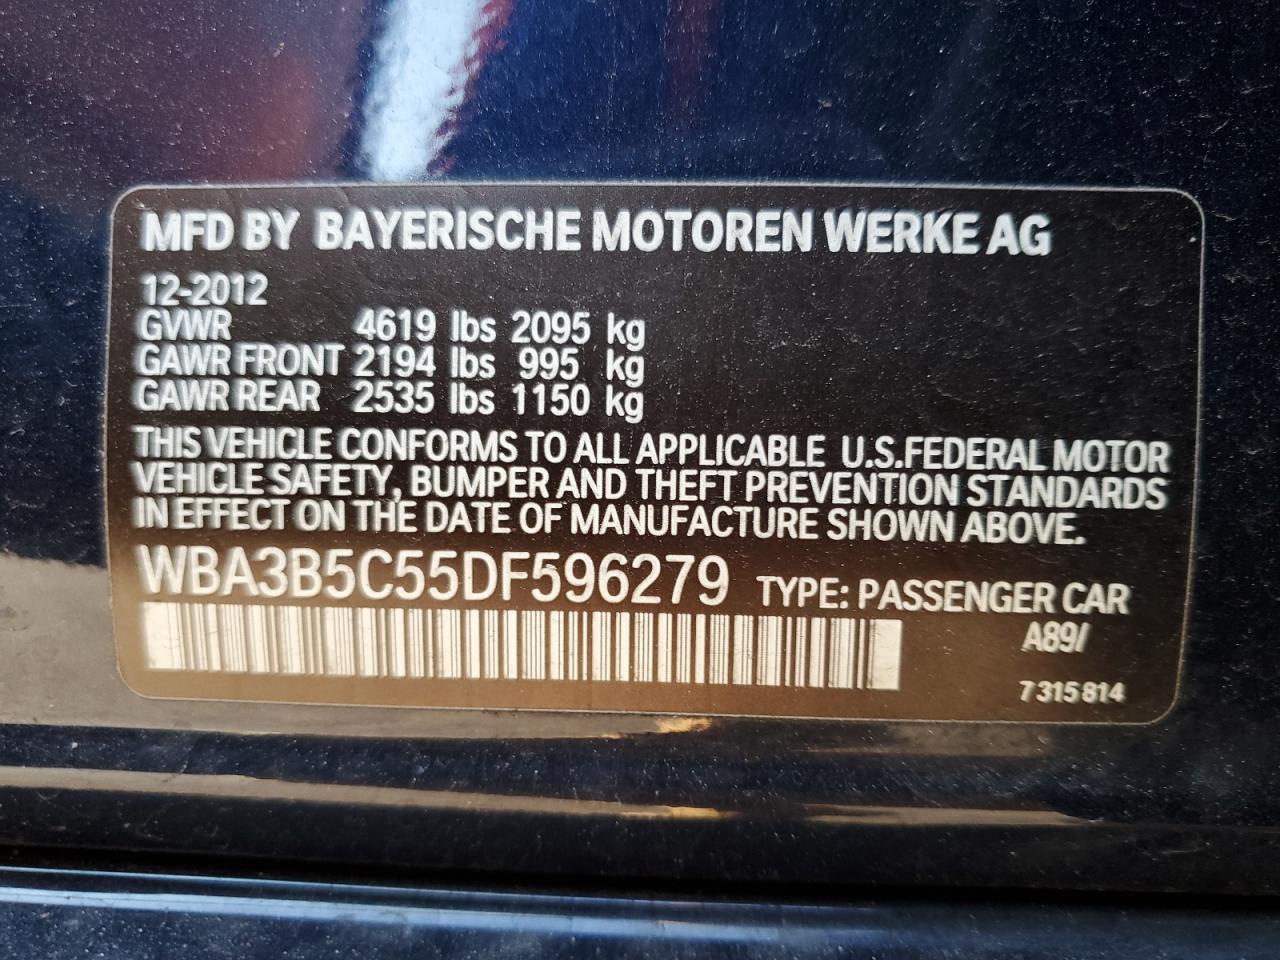 MFD BY BAYERISCHE MOTOREN WERKE AG
12-2012
GVWR 4619 lbs 2095 kg
GAWR FRONT 2194 lbs 995 kg
GAWR REAR 2535 lbs 1150 kg
THIS VEHICLE CONFORMS TO ALL APPLICABLE U.S.FEDERAL MOTOR
VEHICLE SAFETY, BUMPER AND THEFT PREVENTION STANDARDS
IN EFFECT ON THE DATE OF MANUFACTURE SHOWN ABOVE.
WBA3B5C55DF596279 TYPE: PASSENGER CAR
A89/
7 315 814